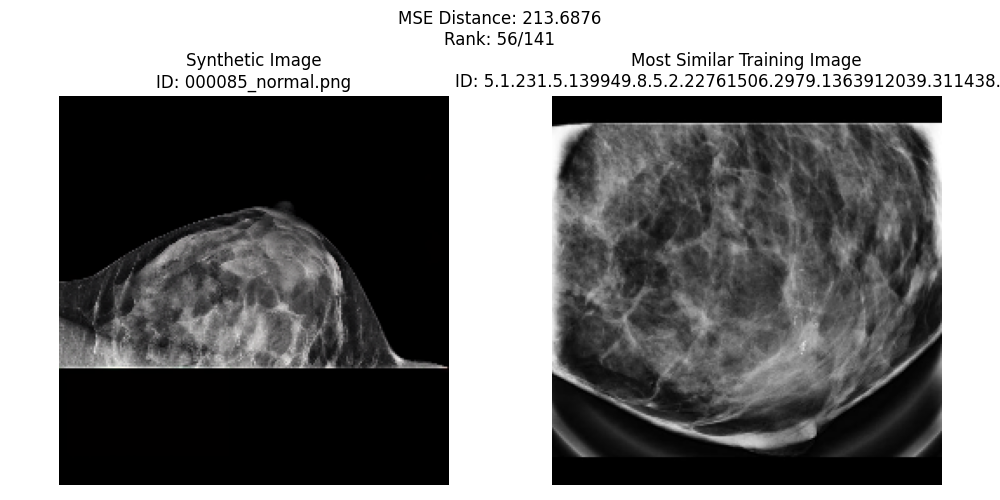 MSE Distance: 213.6876
Rank: 56/141
Synthetic Image
ID: 000085_normal.png
Most Similar Training Image
ID: 5.1.231.5.139949.8.5.2.22761506.2979.1363912039.311438.